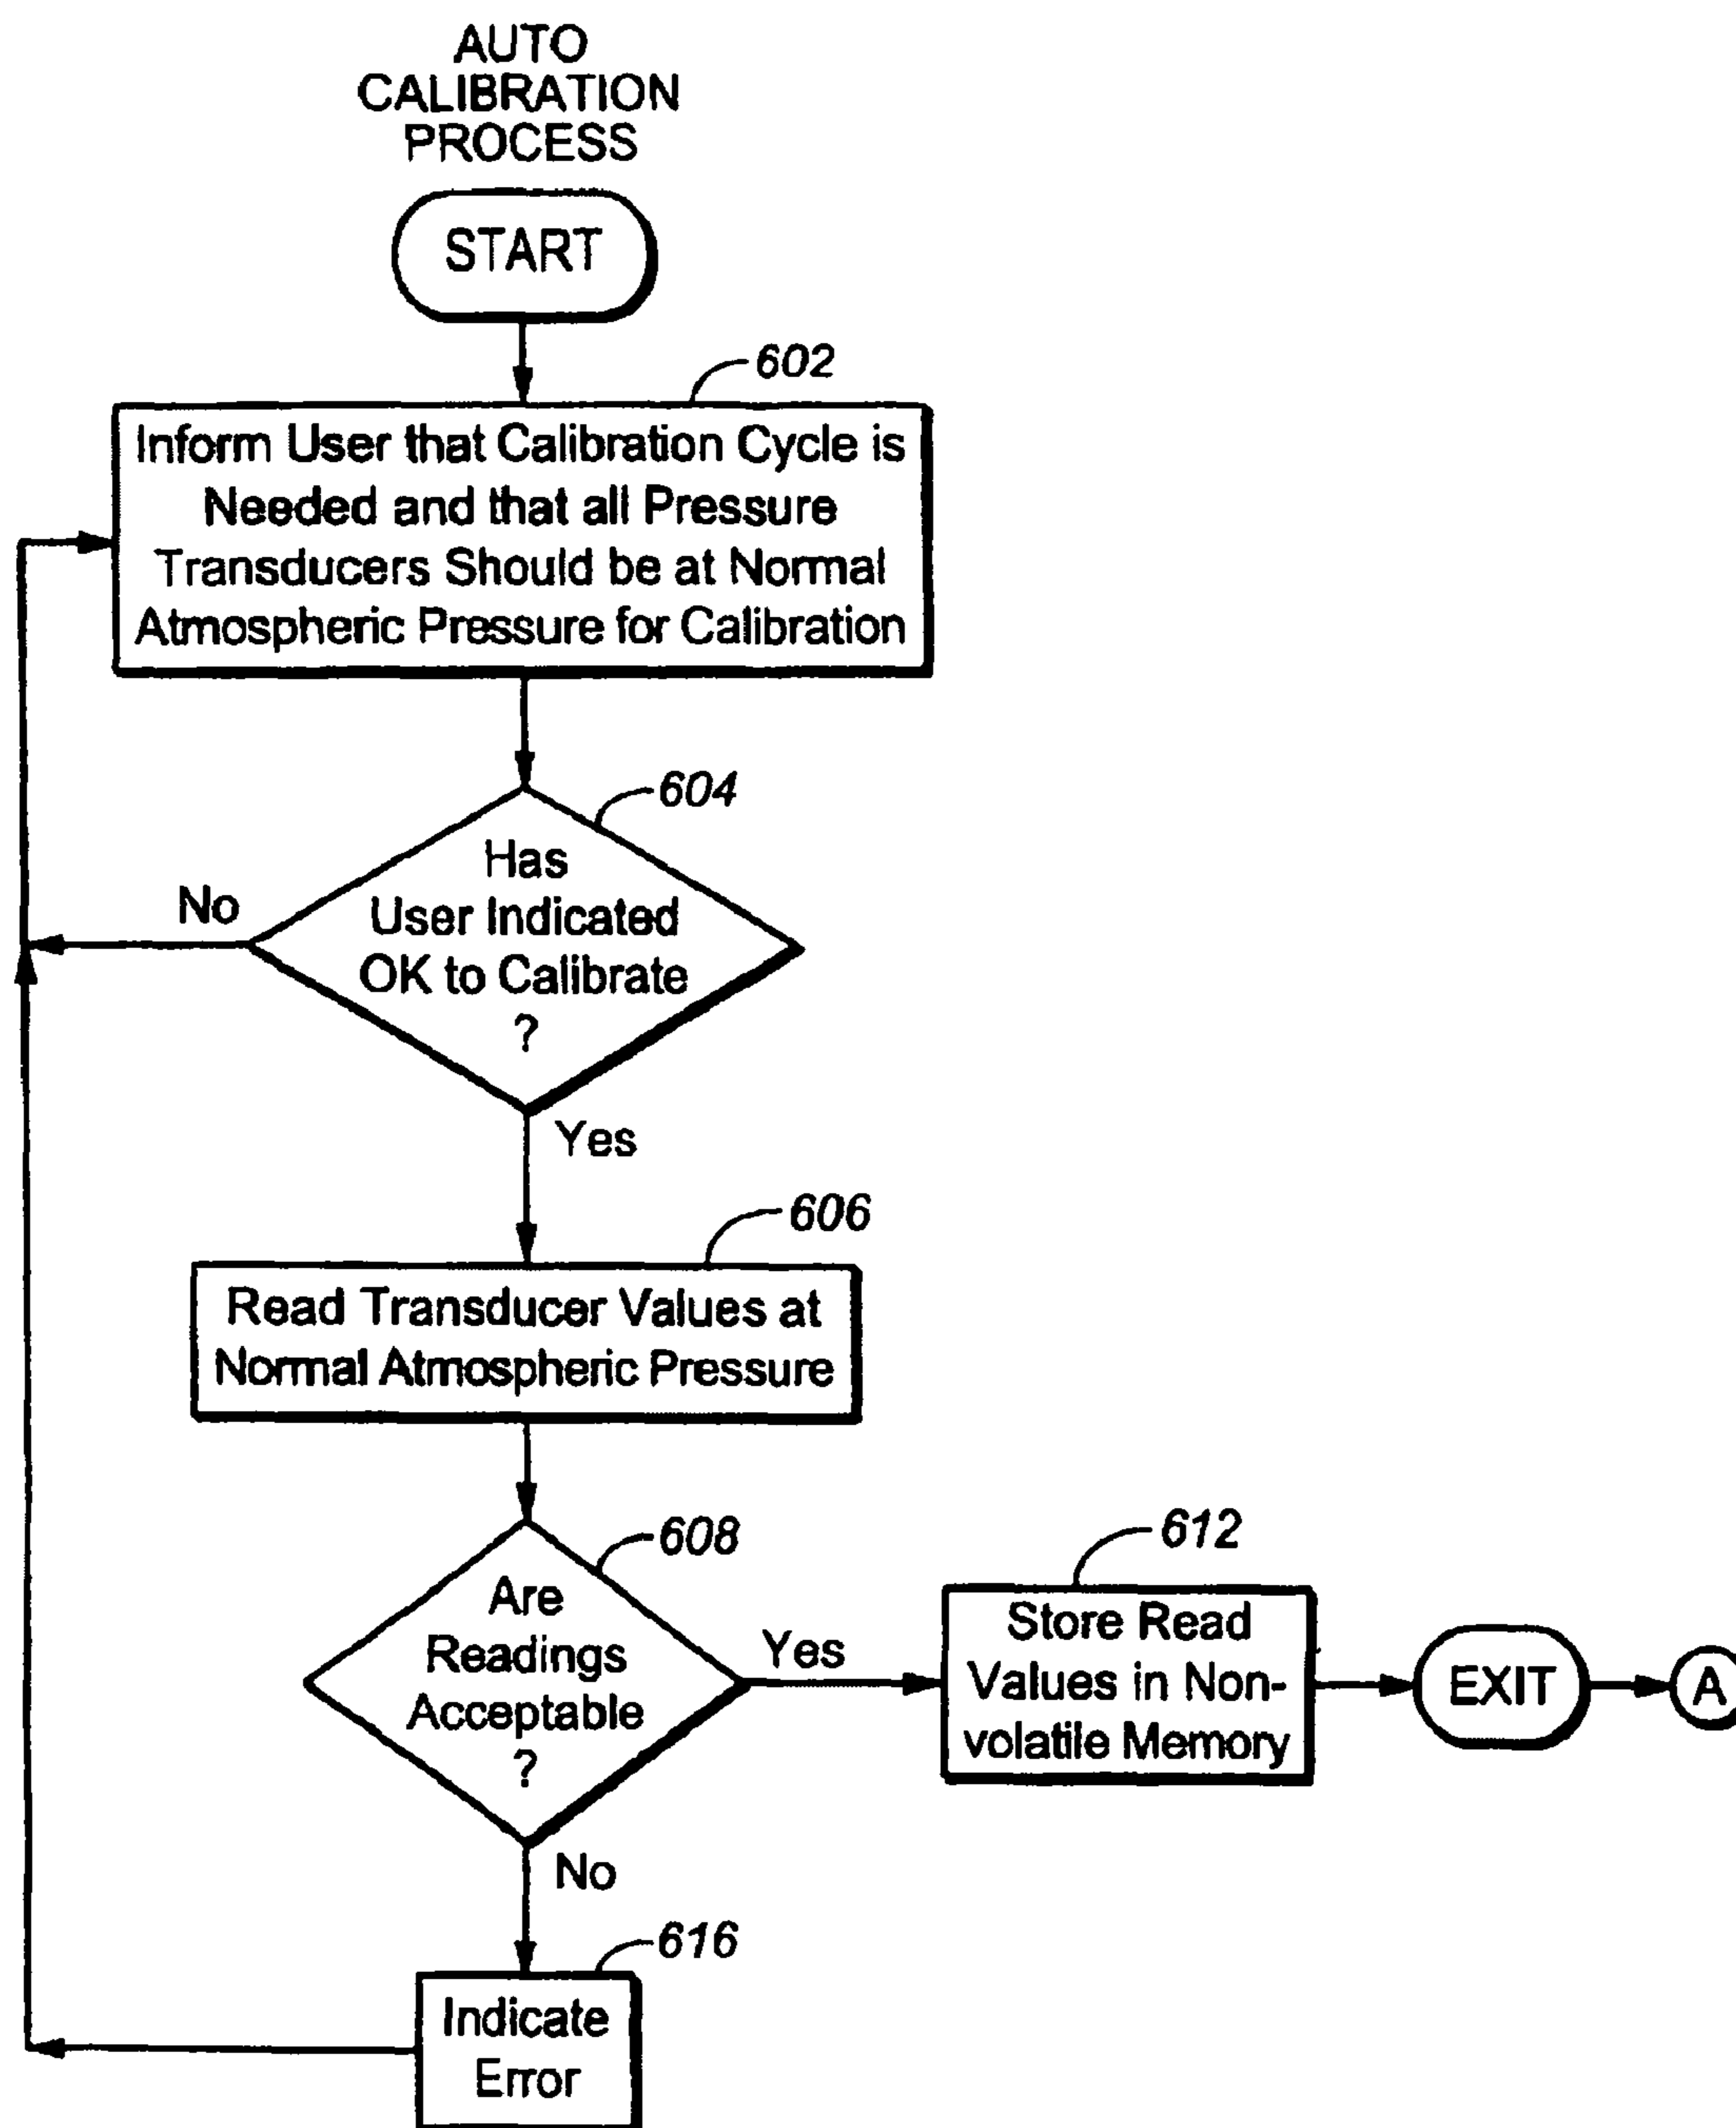 AUTO
CALIBRATION
PROCESS
START
602
Inform User that Calibration Cycle is
Needed and that all Pressure
Transducers Should be at Normal
Atmospheric Pressure for Calibration
604
Has
User Indicated
OK to Calibrate
?
No
Yes
606
Read Transducer Values at
Normal Atmospheric Pressure
608
Are
Readings
Acceptable
?
Yes
612
Store Read
Values in Non-
volatile Memory
EXIT
A
No
616
Indicate
Error